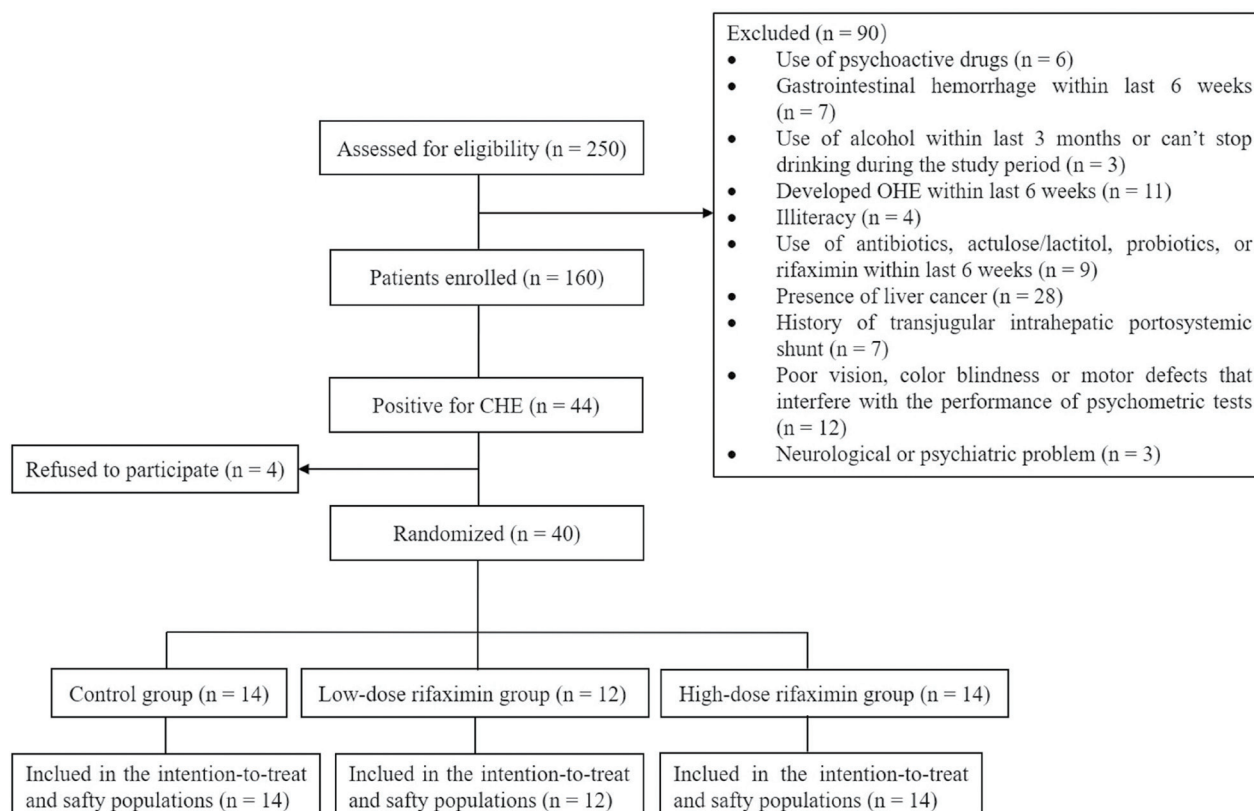 Assessed for eligibility (n = 250)
Excluded (n = 90)
• Use of psychoactive drugs (n = 6)
• Gastrointestinal hemorrhage within last 6 weeks
(n = 7)
• Use of alcohol within last 3 months or can't stop
drinking during the study period (n = 3)
• Developed OHE within last 6 weeks (n = 11)
• Illiteracy (n = 4)
• Use of antibiotics, actulose/lactitol, probiotics, or
rifaximin within last 6 weeks (n = 9)
• Presence of liver cancer (n = 28)
• History of transjugular intrahepatic portosystemic
shunt (n = 7)
• Poor vision, color blindness or motor defects that
interfere with the performance of psychometric tests
(n = 12)
• Neurological or psychiatric problem (n = 3)
Patients enrolled (n = 160)
Positive for CHE (n = 44)
Refused to participate (n = 4)
Randomized (n = 40)
Control group (n = 14)
Low-dose rifaximin group (n = 12)
High-dose rifaximin group (n = 14)
Inclued in the intention-to-treat
and safty populations (n = 14)
Inclued in the intention-to-treat
and safty populations (n = 12)
Inclued in the intention-to-treat
and safty populations (n = 14)